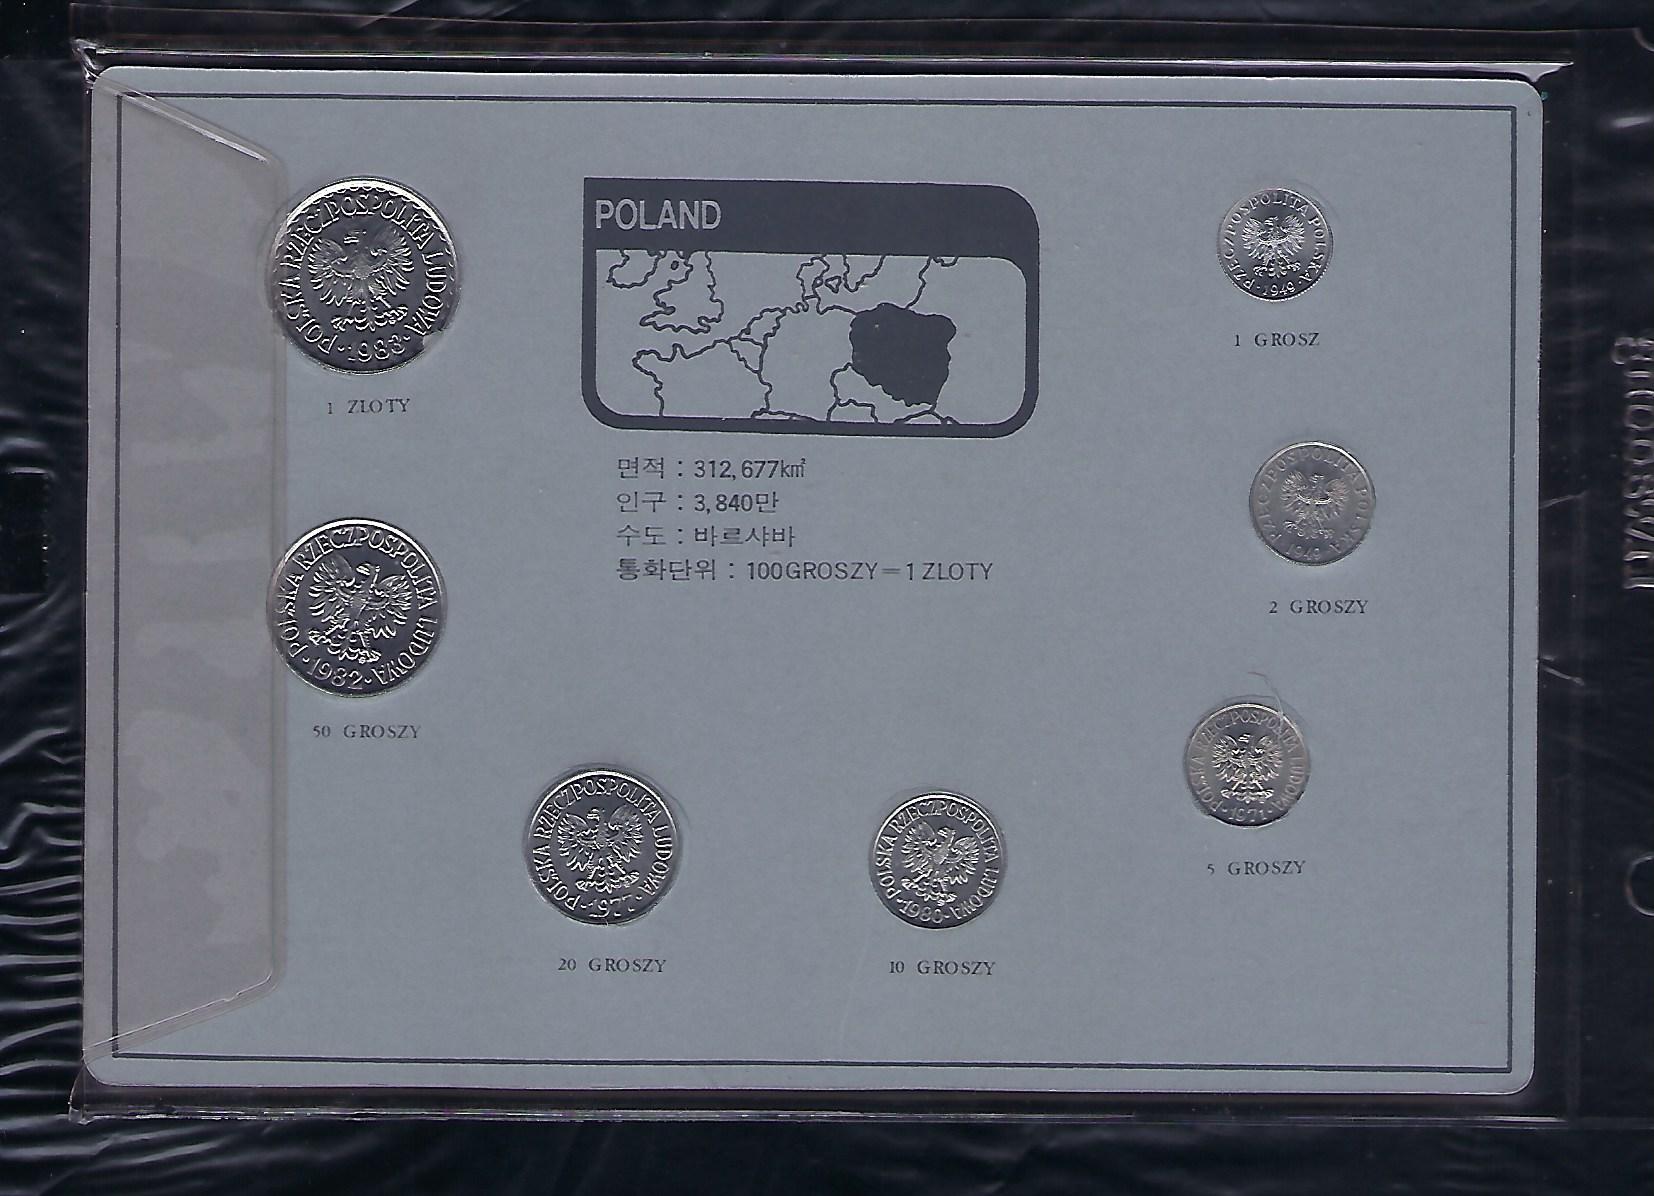 POLAND
POLSKA RZECZPOSPOLITA LUDOWA
·1983·
1 ZLOTY
RZECZPOSPOLITA POLSKA
·1949·
1 GROSZ
면적 : 312,677㎢
인구 : 3,840만
수도 : 바르샤바
통화단위 : 100GROSZY=1ZLOTY
RZECZPOSPOLITA POLSKA
1949
2 GROSZY
POLSKA RZECZPOSPOLITA LUDOWA
·1982·
50 GROSZY
POLSKA RZECZPOSPOLITA LUDOWA
·1971·
5 GROSZY
POLSKA RZECZPOSPOLITA LUDOWA
·1977·
20 GROSZY
POLSKA RZECZPOSPOLITA LUDOWA
·1980·
10 GROSZY